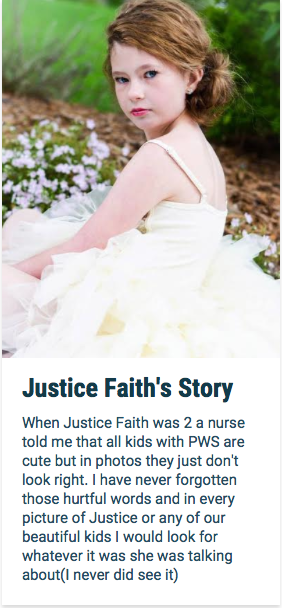 Justice Faith's Story
When Justice Faith was 2 a nurse
told me that all kids with PWS are
cute but in photos they just don't
look right. I have never forgotten
those hurtful words and in every
picture of Justice or any of our
beautiful kids I would look for
whatever it was she was talking
about(I never did see it)